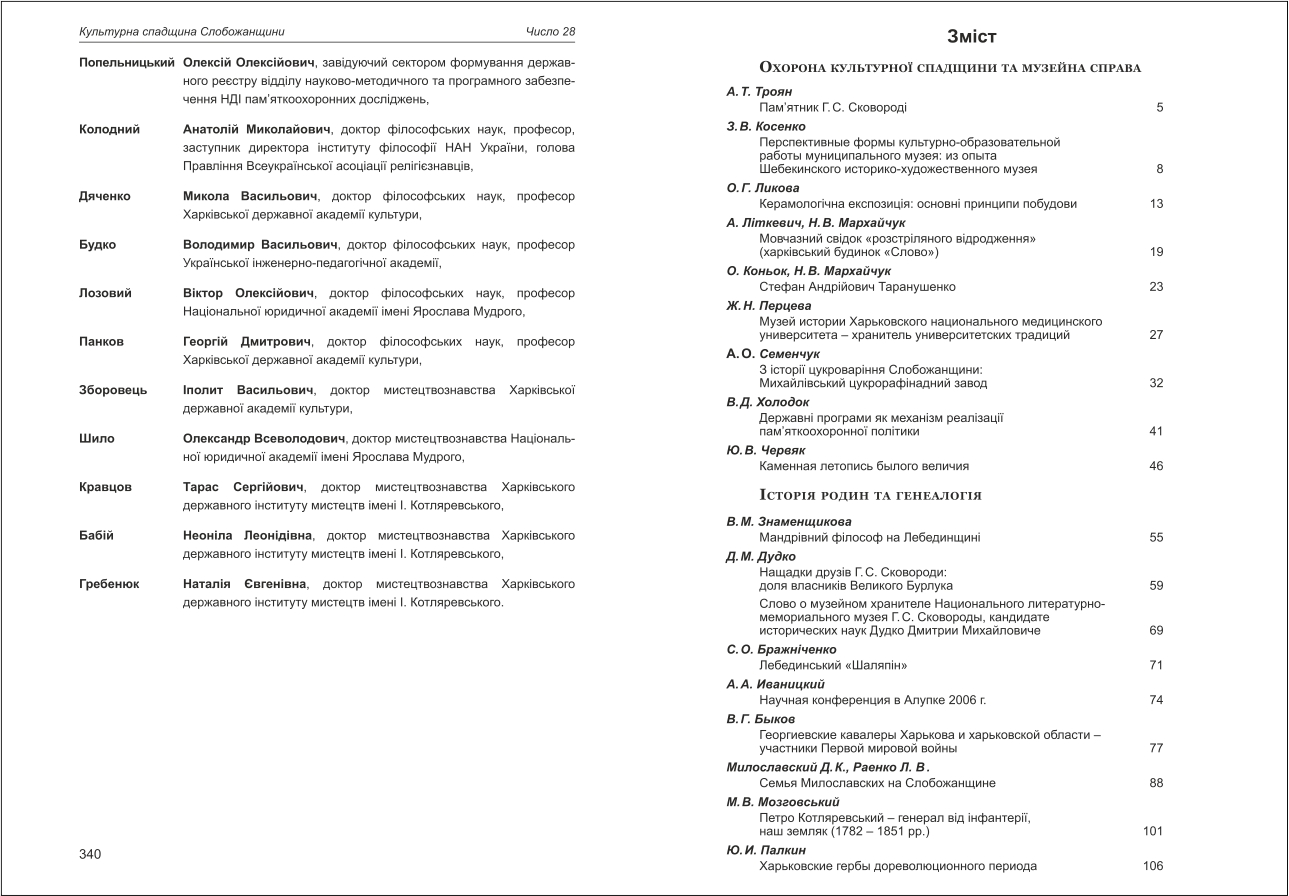 Культурна спадщина Слобожанщини Число 28
Попельницький Олексій Олексійович, завідуючий сектором формування держав-
ного реєстру відділу науково-методичного та програмного забезпе-
чення НДІ пам’яткоохоронних досліджень,
Колодний Анатолій Миколайович, доктор філософських наук, професор,
заступник директора інституту філософії НАН України, голова
Правління Всеукраїнської асоціації релігієзнавців,
Дяченко Микола Васильович, доктор філософських наук, професор
Харківської державної академії культури,
Будко Володимир Васильович, доктор філософських наук, професор
Української інженерно-педагогічної академії,
Лозовий Віктор Олексійович, доктор філософських наук, професор
Національної юридичної академії імені Ярослава Мудрого,
Панков Георгій Дмитрович, доктор філософських наук, професор
Харківської державної академії культури,
Зборовець Іполит Васильович, доктор мистецтвознавства Харківської
державної академії культури,
Шило Олександр Всеволодович, доктор мистецтвознавства Національ-
ної юридичної академії імені Ярослава Мудрого,
Кравцов Тарас Сергійович, доктор мистецтвознавства Харківського
державного інституту мистецтв імені І. Котляревського,
Бабій Неоніла Леонідівна, доктор мистецтвознавства Харківського
державного інституту мистецтв імені І. Котляревського,
Гребенюк Наталія Євгенівна, доктор мистецтвознавства Харківського
державного інституту мистецтв імені І. Котляревського.
340
Зміст
Охорона культурної спадщини та музейна справа
А. Т. Троян
Пам’ятник Г. С. Сковороді 5
З. В. Косенко
Перспективные формы культурно-образовательной
работы муниципального музея: из опыта
Шебекинского историко-художественного музея 8
О. Г. Ликова
Керамологічна експозиція: основні принципи побудови 13
А. Літкевич, Н. В. Мархайчук
Мовчазний свідок «розстріляного відродження»
(харківський будинок «Слово») 19
О. Коньок, Н. В. Мархайчук
Стефан Андрійович Таранушенко 23
Ж. Н. Перцева
Музей истории Харьковского национального медицинского
университета – хранитель университетских традиций 27
А. О. Семенчук
З історії цукроваріння Слобожанщини:
Михайлівський цукрорафінадний завод 32
В. Д. Холодок
Державні програми як механізм реалізації
пам’яткоохоронної політики 41
Ю. В. Червяк
Каменная летопись былого величия 46
Історія родин та генеалогія
В. М. Знаменщикова
Мандрівний філософ на Лебединщині 55
Д. М. Дудко
Нащадки друзів Г. С. Сковороди:
доля власників Великого Бурлука 59
Слово о музейном хранителе Национального литературно-
мемориального музея Г. С. Сковороды, кандидате
исторических наук Дудко Дмитрии Михайловиче 69
С. О. Бражніченко
Лебединський «Шаляпін» 71
А. А. Иваницкий
Научная конференция в Алупке 2006 г. 74
В. Г. Быков
Георгиевские кавалеры Харькова и харьковской области –
участники Первой мировой войны 77
Милославский Д. К., Раенко Л. В.
Семья Милославских на Слобожанщине 88
М. В. Мозговський
Петро Котляревський – генерал від інфантерії,
наш земляк (1782 – 1851 рр.) 101
Ю. И. Палкин
Харьковские гербы дореволюционного периода 106